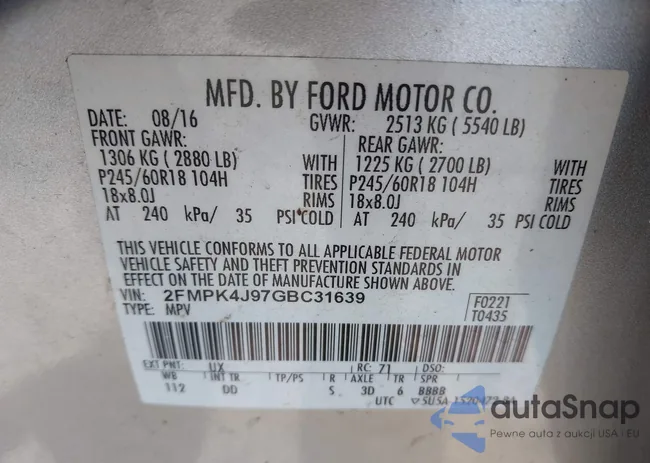 MFD. BY FORD MOTOR CO.
DATE: 08/16 GVWR: 2513 KG ( 5540 LB)
FRONT GAWR: REAR GAWR:
1306 KG ( 2880 LB) WITH 1225 KG ( 2700 LB) WITH
P245/60R18 104H TIRES P245/60R18 104H TIRES
18x8.0J RIMS 18x8.0J RIMS
AT 240 kPa/ 35 PSI COLD AT 240 kPa/ 35 PSI COLD
THIS VEHICLE CONFORMS TO ALL APPLICABLE FEDERAL MOTOR
VEHICLE SAFETY AND THEFT PREVENTION STANDARDS IN
EFFECT ON THE DATE OF MANUFACTURE SHOWN ABOVE.
VIN: 2FMPK4J97GBC31639 F0221
TYPE: MPV T0435
EXT PNT: UX RC: 71 DSO:
WB INT TR TP/PS R AXLE TR SPR
112 DD S 3D 6 BBBB
UTC
autaSnap
Pewne auta z aukcji USA i EU